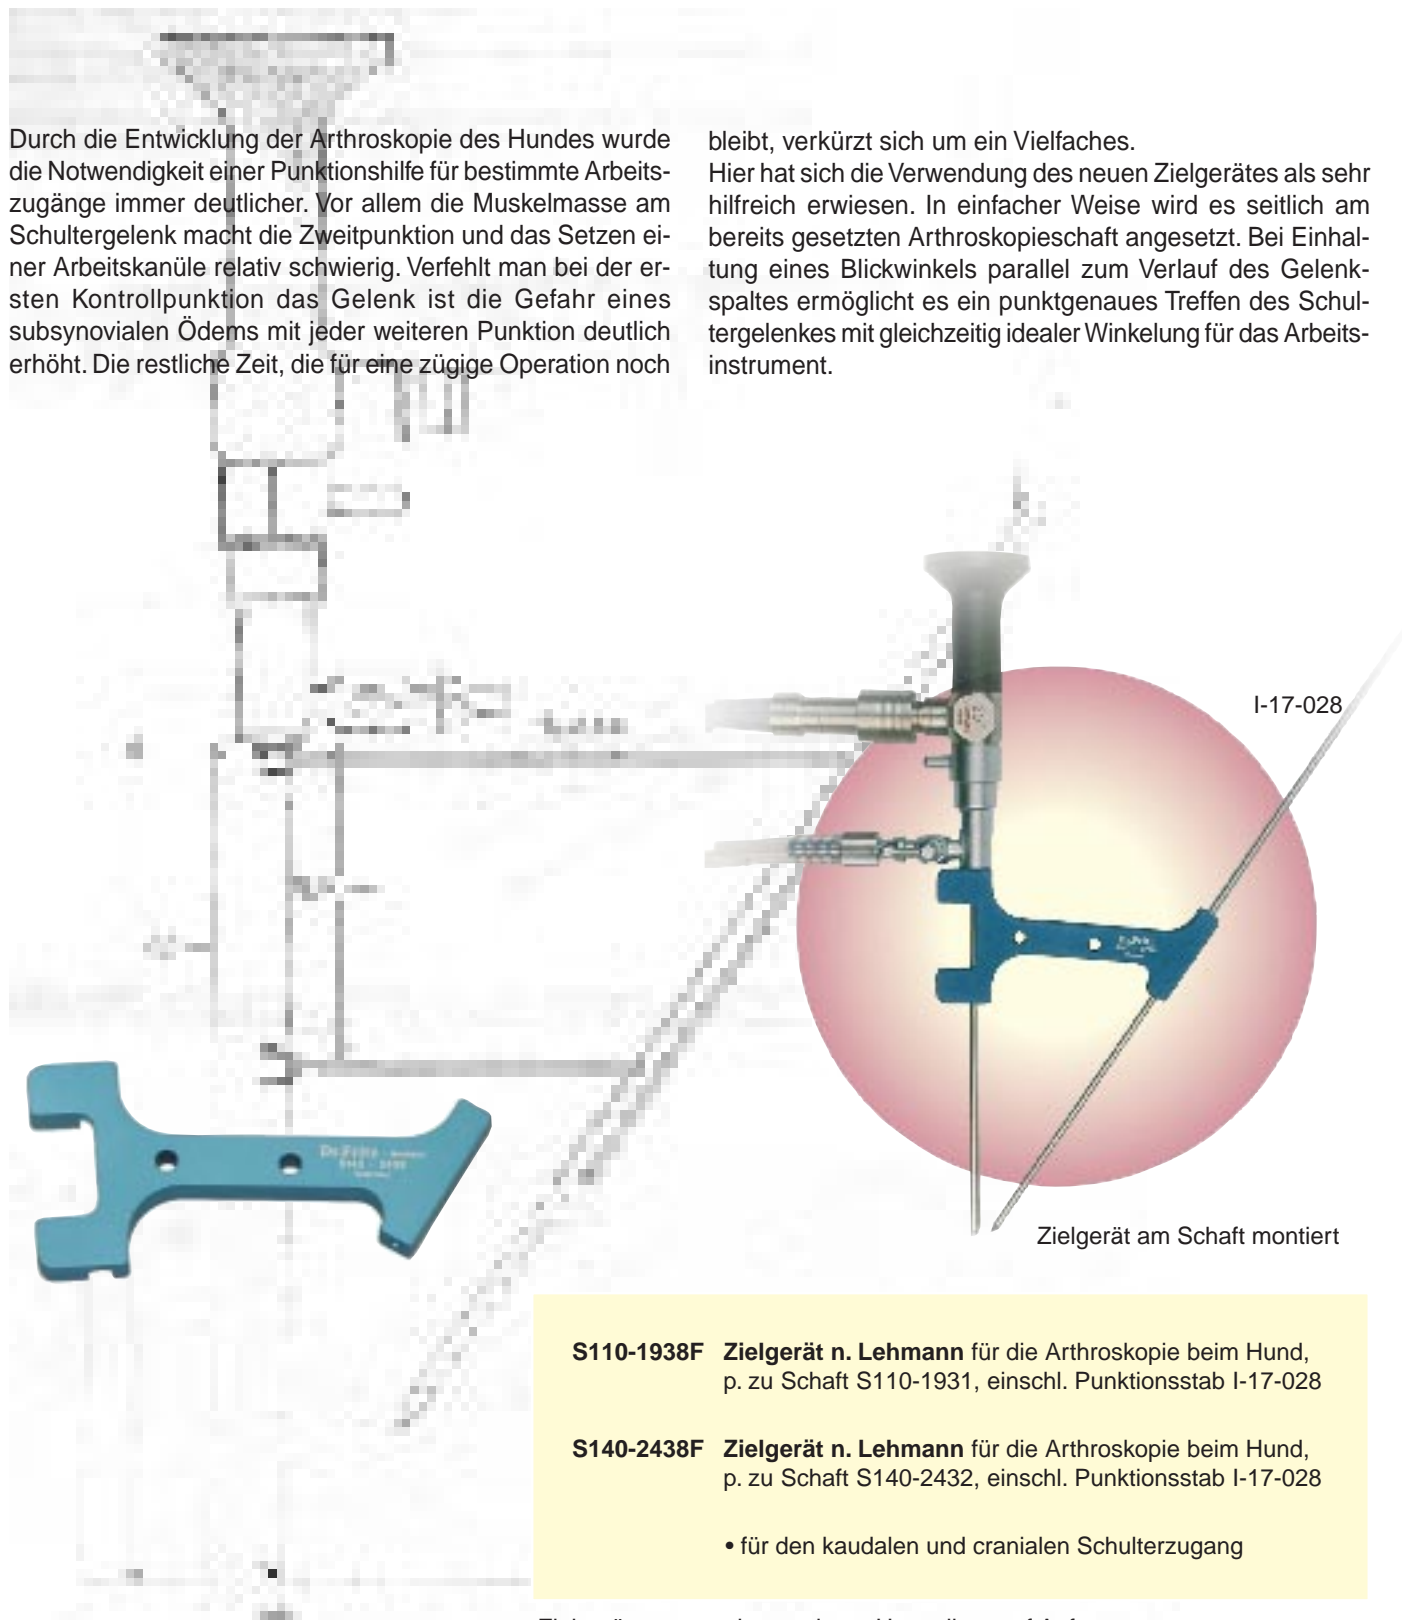 Durch die Entwicklung der Arthroskopie des Hundes wurde
die Notwendigkeit einer Punktionshilfe für bestimmte Arbeits-
zugänge immer deutlicher. Vor allem die Muskelmasse am
Schultergelenk macht die Zweitpunktion und das Setzen ei-
ner Arbeitskanüle relativ schwierig. Verfehlt man bei der er-
sten Kontrollpunktion das Gelenk ist die Gefahr eines
subsynovialen Ödems mit jeder weiteren Punktion deutlich
erhöht. Die restliche Zeit, die für eine zügige Operation noch
bleibt, verkürzt sich um ein Vielfaches.
Hier hat sich die Verwendung des neuen Zielgerätes als sehr
hilfreich erwiesen. In einfacher Weise wird es seitlich am
bereits gesetzten Arthroskopieschaft angesetzt. Bei Einhal-
tung eines Blickwinkels parallel zum Verlauf des Gelenk-
spaltes ermöglicht es ein punktgenaues Treffen des Schul-
tergelenkes mit gleichzeitig idealer Winkelung für das Arbeits-
instrument.
I-17-028
Dr. Fritz
Zielgerät am Schaft montiert
S110-1938F Zielgerät n. Lehmann für die Arthroskopie beim Hund,
p. zu Schaft S110-1931, einschl. Punktionsstab I-17-028
S140-2438F Zielgerät n. Lehmann für die Arthroskopie beim Hund,
p. zu Schaft S140-2432, einschl. Punktionsstab I-17-028
• für den kaudalen und cranialen Schulterzugang